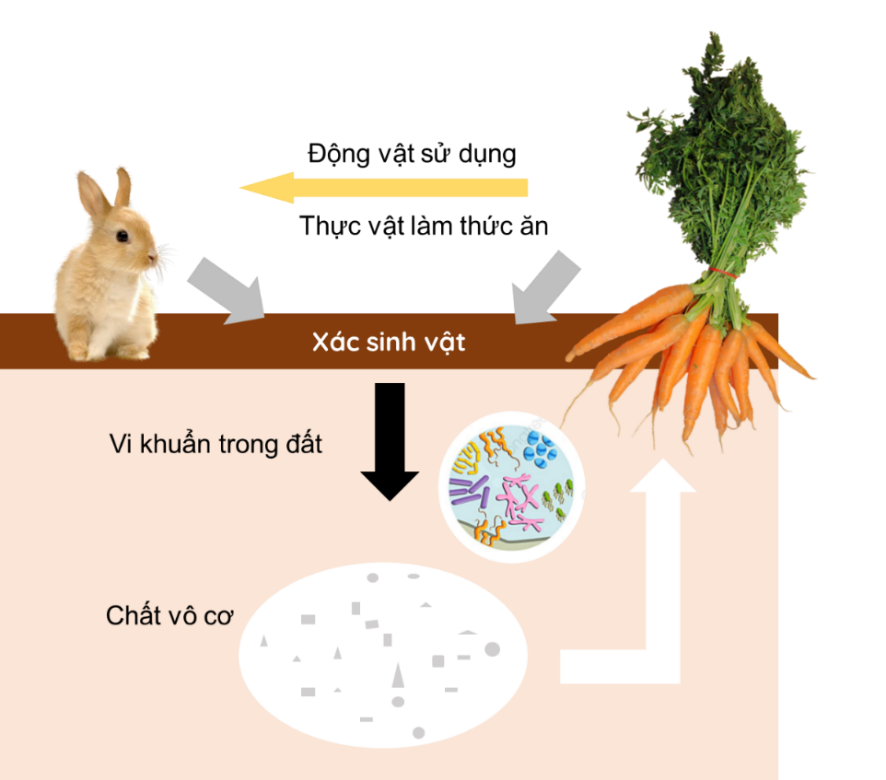 Động vật sử dụng
Thực vật làm thức ăn
Xác sinh vật
Vi khuẩn trong đất
Chất vô cơ